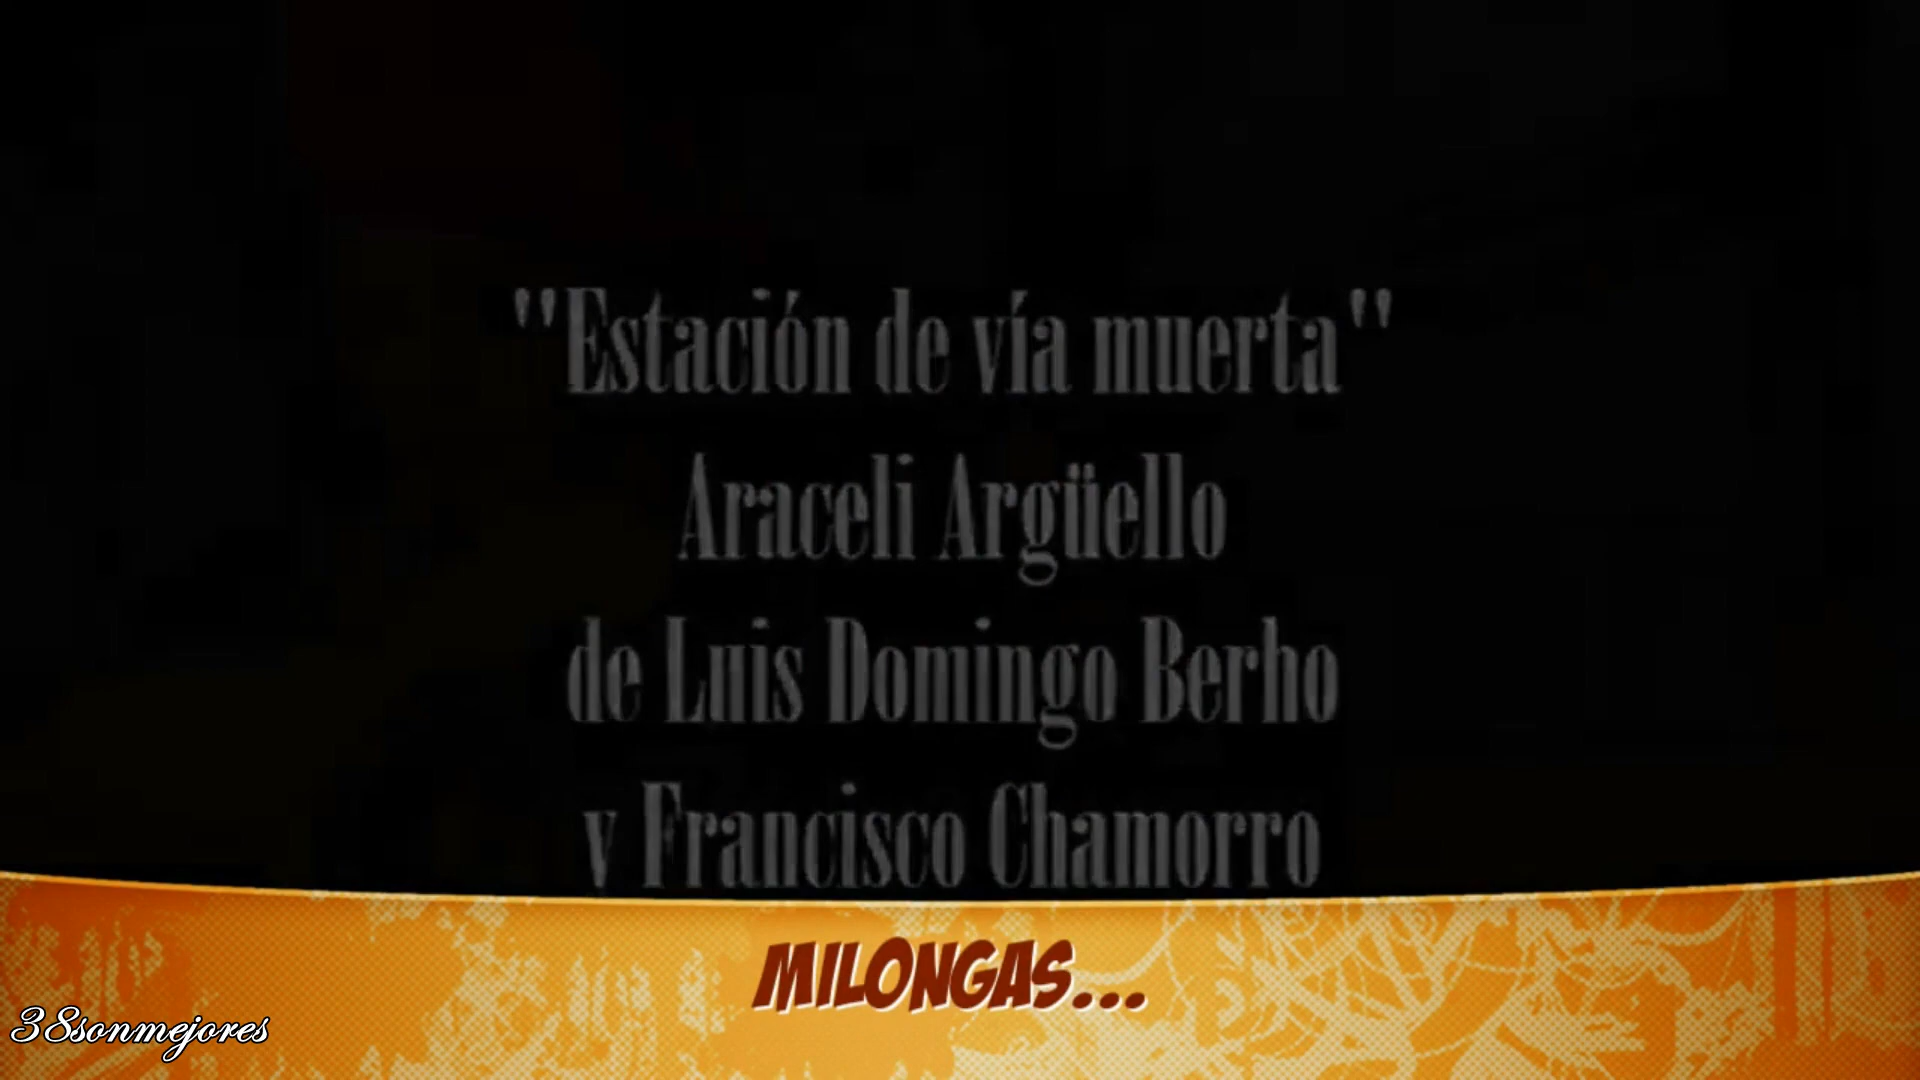 "Estación de vía muerta"
Araceli Argüello
de Luis Domingo Berho
y Francisco Chamorro
MILONGAS...
38sonmejores